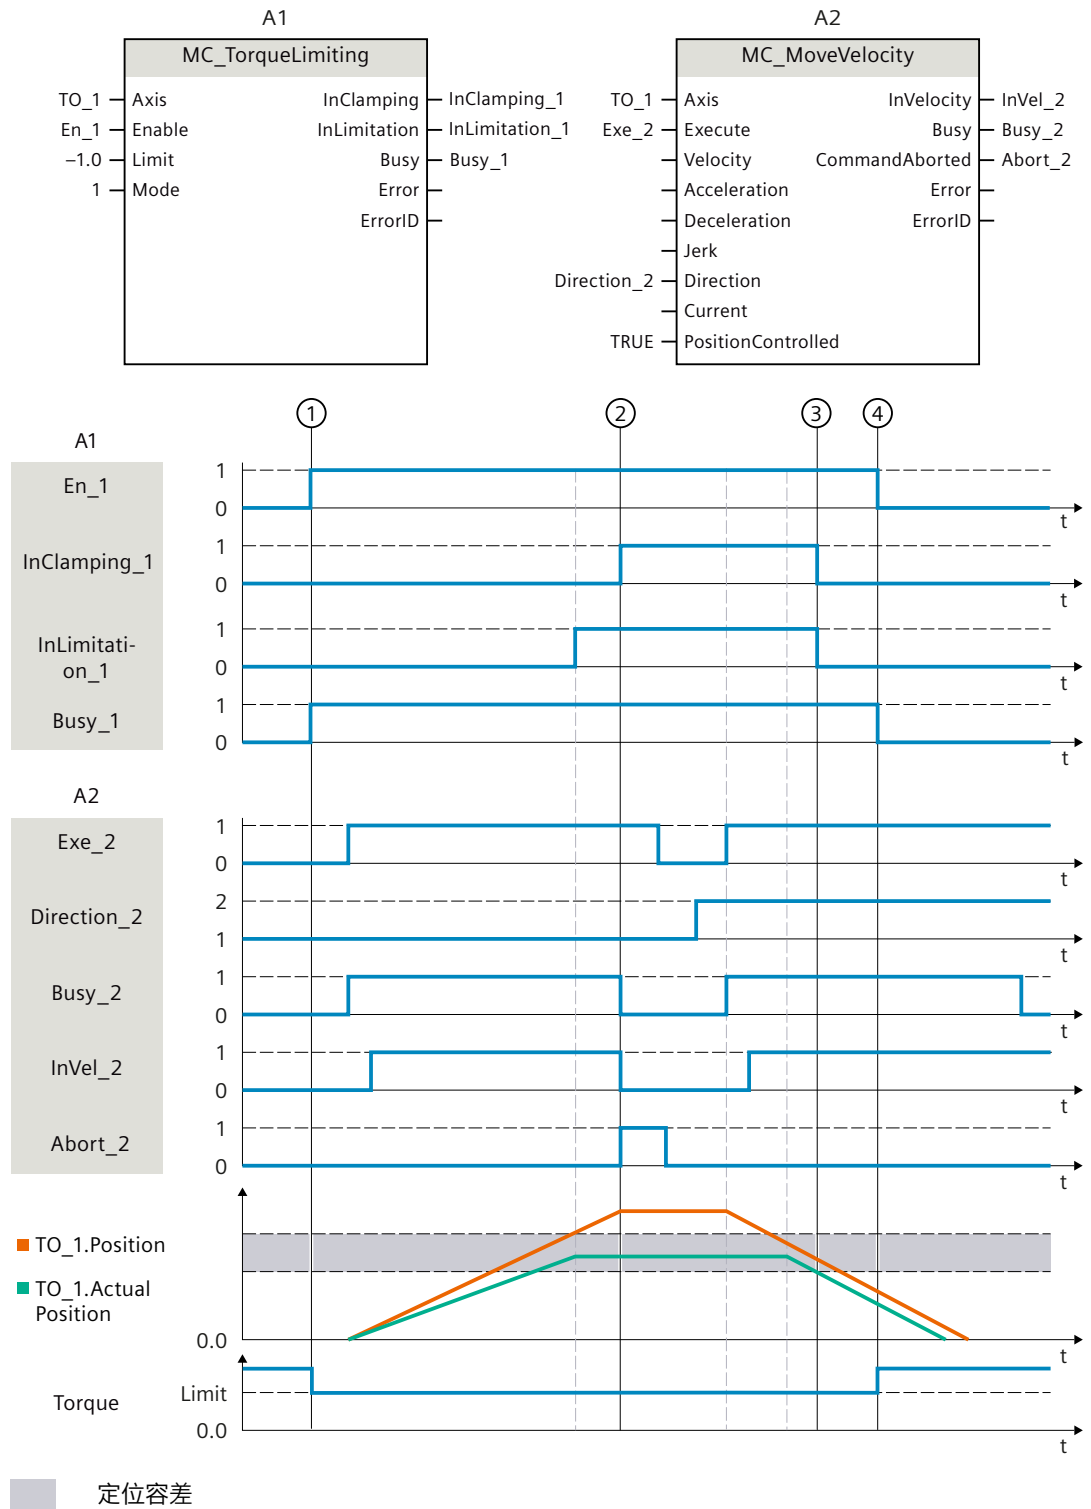 A1
MC_TorqueLimiting
TO_1 Axis InClamping InClamping_1
En_1 Enable InLimitation InLimitation_1
–1.0 Limit Busy Busy_1
1 Mode Error
ErrorID
A2
MC_MoveVelocity
TO_1 Axis InVelocity InVel_2
Exe_2 Execute Busy Busy_2
Velocity CommandAborted Abort_2
Acceleration Error
Deceleration ErrorID
Jerk
Direction_2 Direction
Current
TRUE PositionControlled
1 2 3 4
A1
En_1
1
0
t
InClamping_1
1
0
t
InLimitati-
on_1
1
0
t
Busy_1
1
0
t
A2
Exe_2
1
0
t
Direction_2
2
1
t
Busy_2
1
0
t
InVel_2
1
0
t
Abort_2
1
0
t
TO_1.Position
TO_1.Actual
Position
0.0
t
Torque
Limit
0.0
t
定位容差